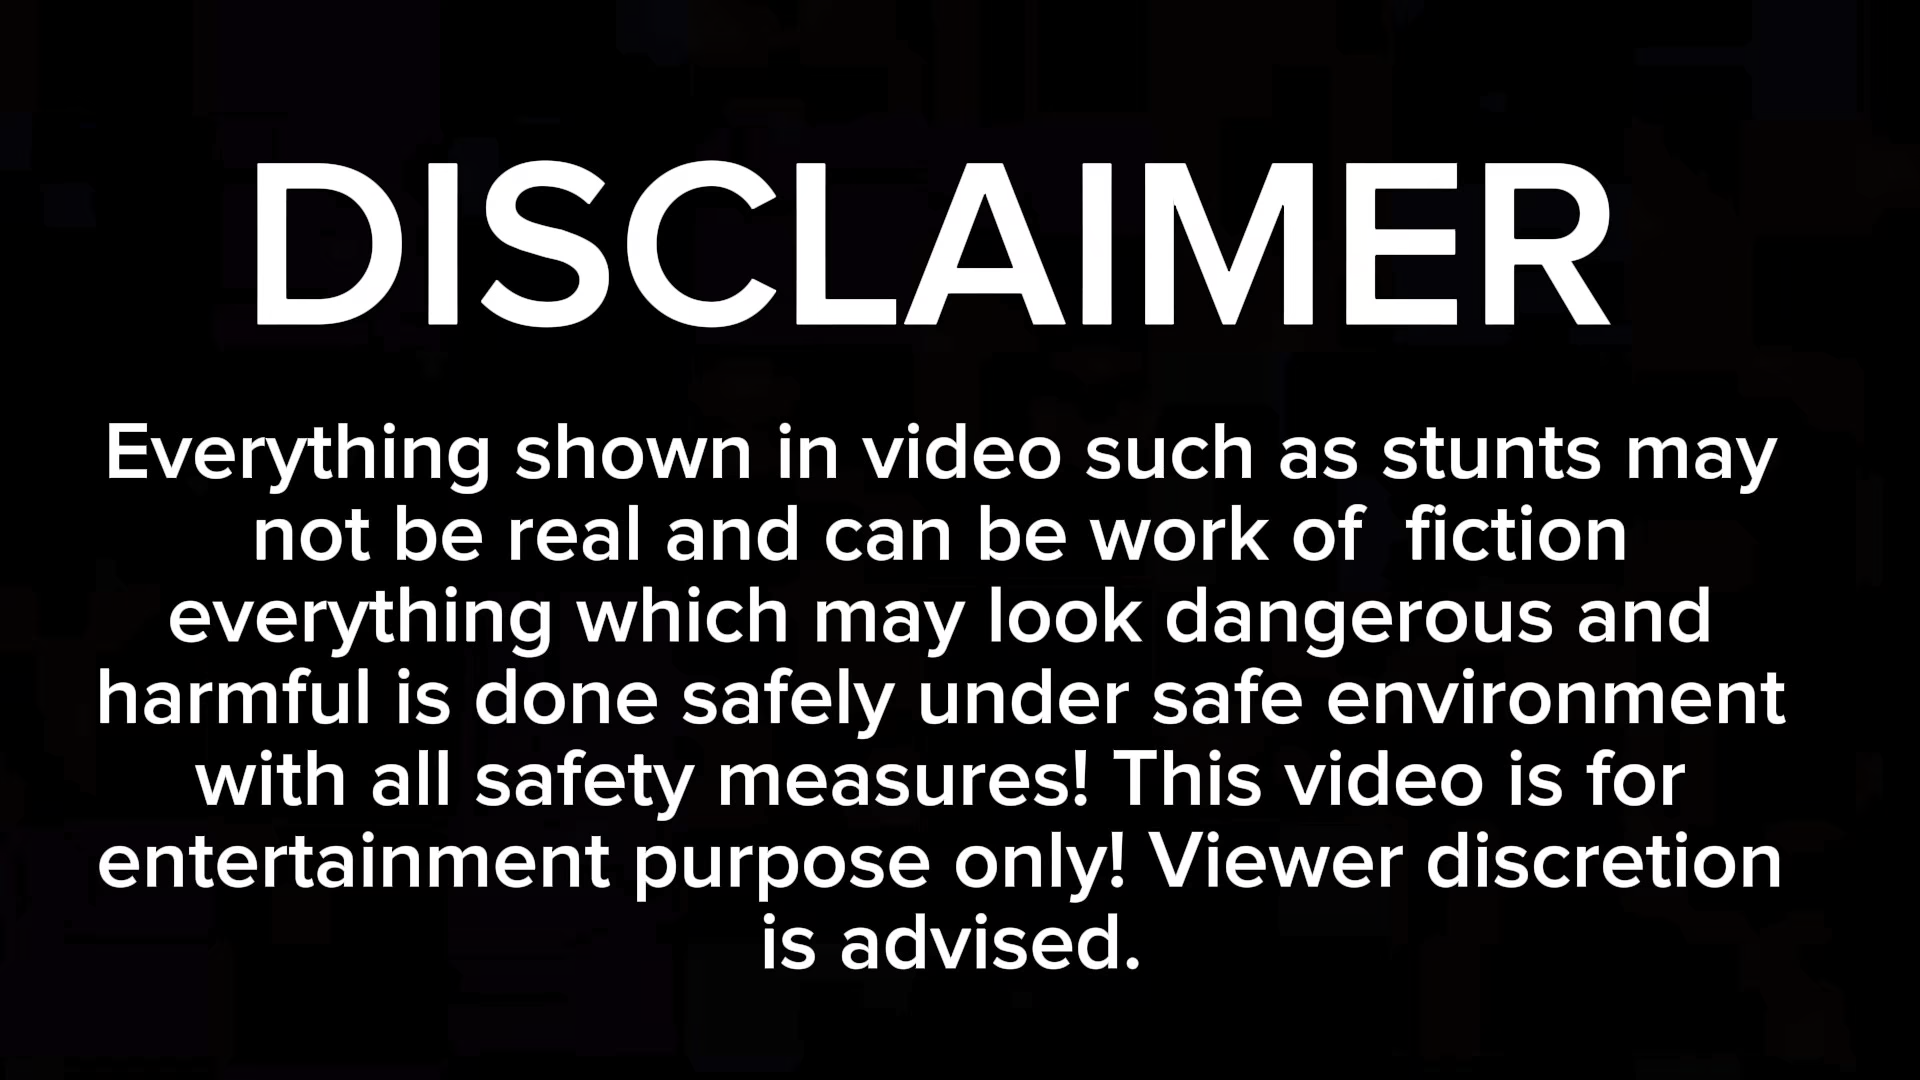 DISCLAIMER
Everything shown in video such as stunts may
not be real and can be work of  fiction
everything which may look dangerous and
harmful is done safely under safe environment
with all safety measures! This video is for
entertainment purpose only! Viewer discretion
is advised.